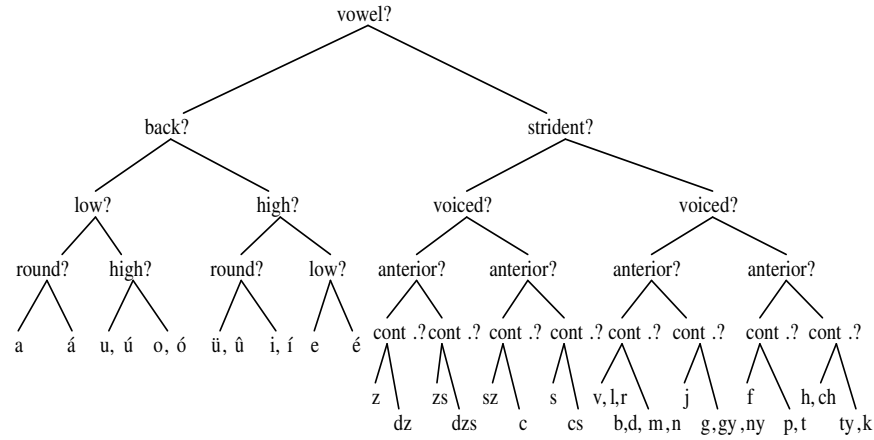 vowel?
back? strident?
low? high? voiced? voiced?
round? high? round? low? anterior? anterior? anterior? anterior?
a á u, ú o, ó ü, û i, í e é cont .? cont .? cont .? cont .? cont .? cont .? cont .? cont .?
z zs sz s v, l,r j f h, ch
dz dzs c cs b,d, m,n g,gy ,ny p, t ty ,k